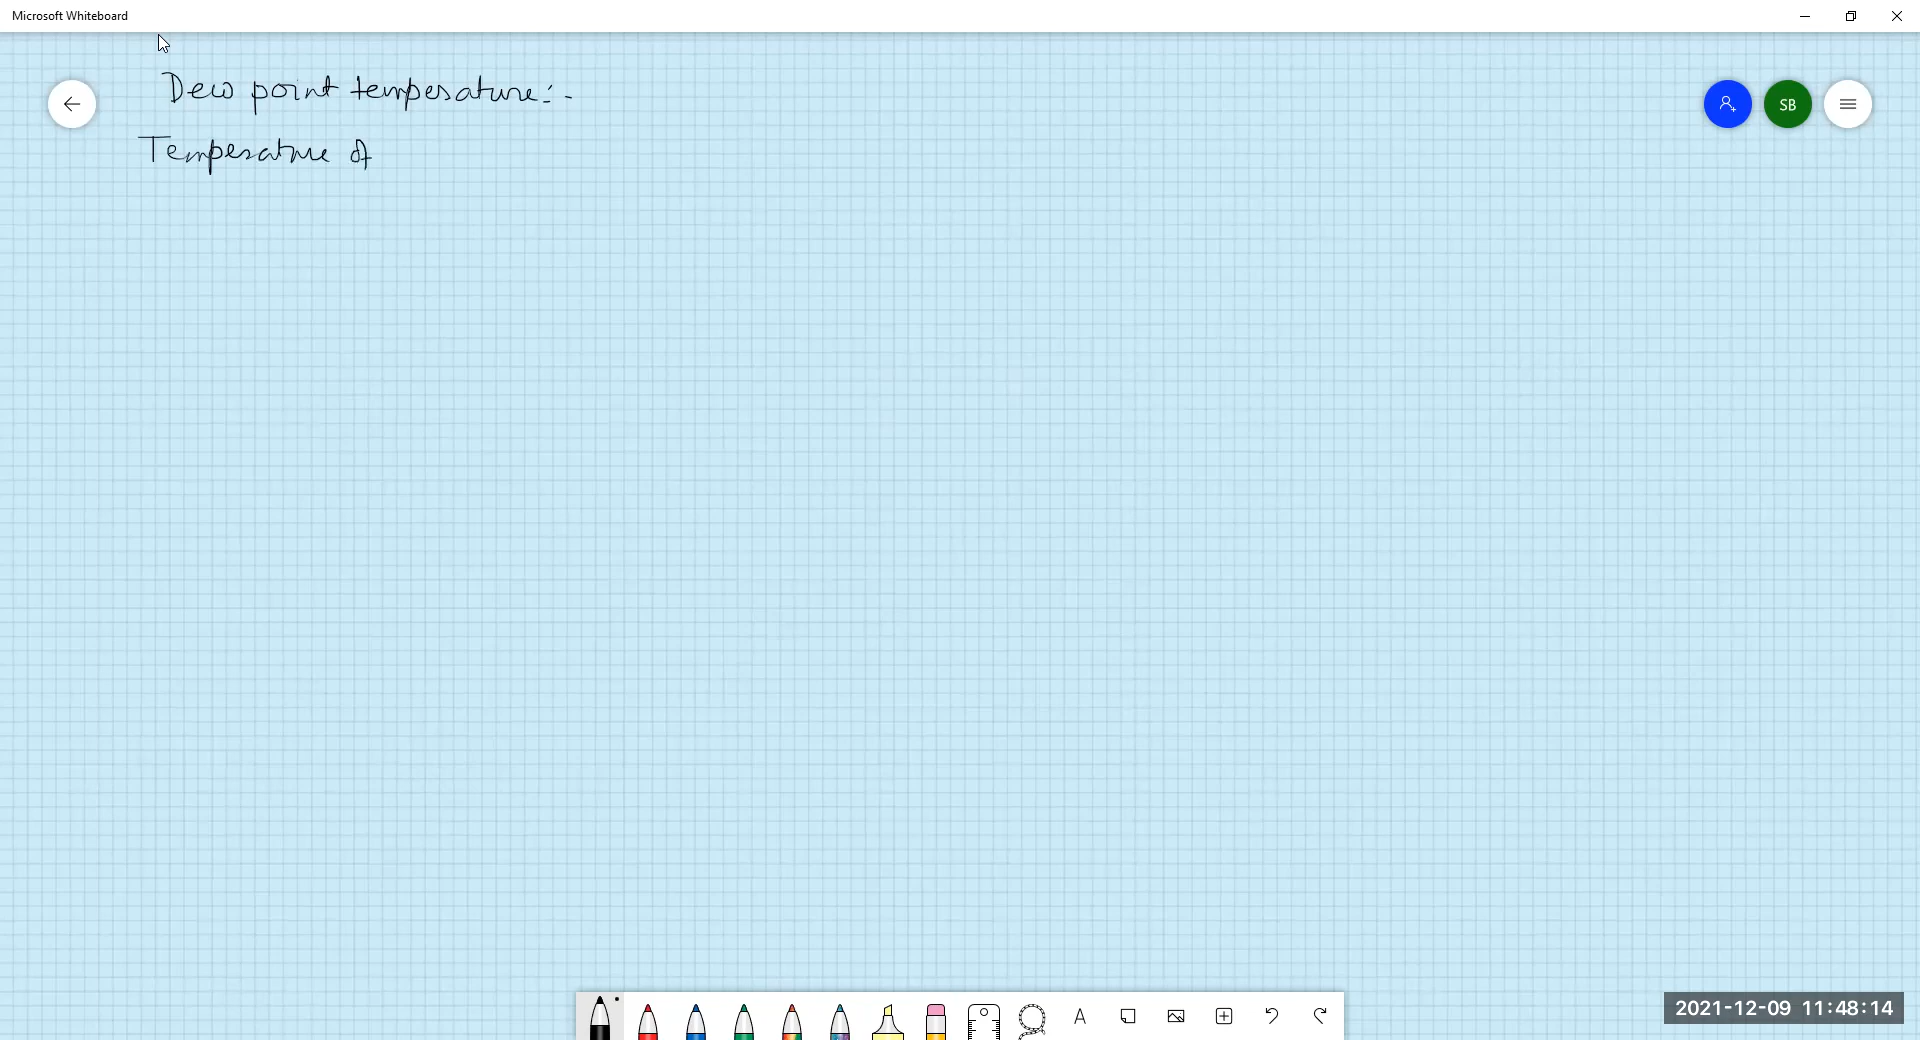 Microsoft Whiteboard
Dew point temperature:-
Temperature of
SB
A
2021-12-09 11:48:14